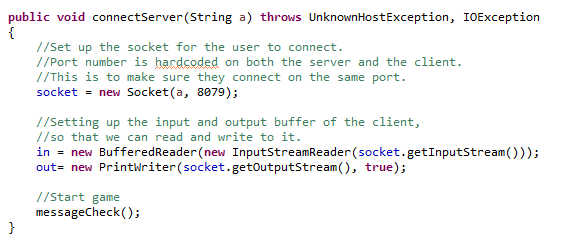 public void connectServer(String a) throws UnknownHostException, IOException
{
    //Set up the socket for the user to connect.
    //Port number is hardcoded on both the server and the client.
    //This is to make sure they connect on the same port.
    socket = new Socket(a, 8079);

    //Setting up the input and output buffer of the client,
    //so that we can read and write to it.
    in = new BufferedReader(new InputStreamReader(socket.getInputStream()));
    out= new PrintWriter(socket.getOutputStream(), true);

    //Start game
    messageCheck();
}